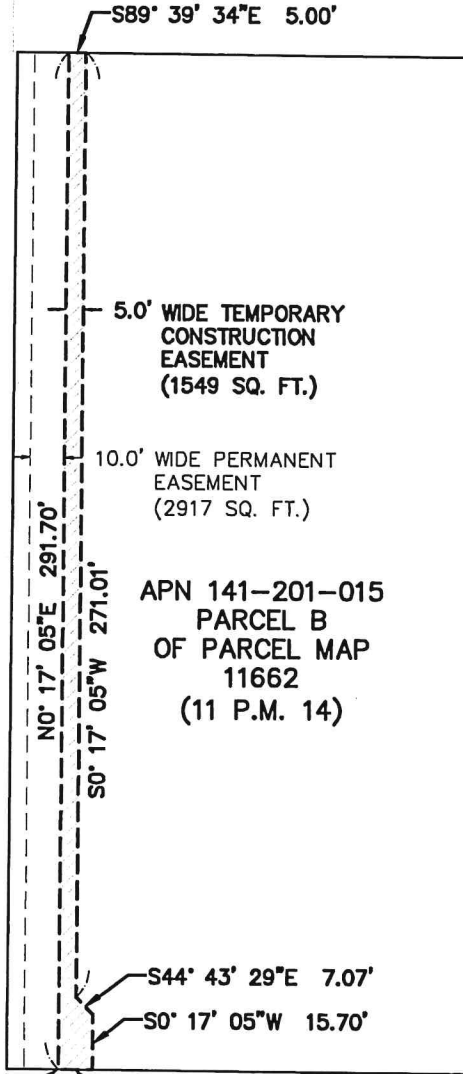 S89° 39' 34"E 5.00'
5.0' WIDE TEMPORARY
CONSTRUCTION
EASEMENT
(1549 SQ. FT.)
10.0' WIDE PERMANENT
EASEMENT
(2917 SQ. FT.)
N0° 17' 05"E 291.70'
S0° 17' 05"W 271.01'
APN 141-201-015
PARCEL B
OF PARCEL MAP
11662
(11 P.M. 14)
S44° 43' 29"E 7.07'
S0° 17' 05"W 15.70'